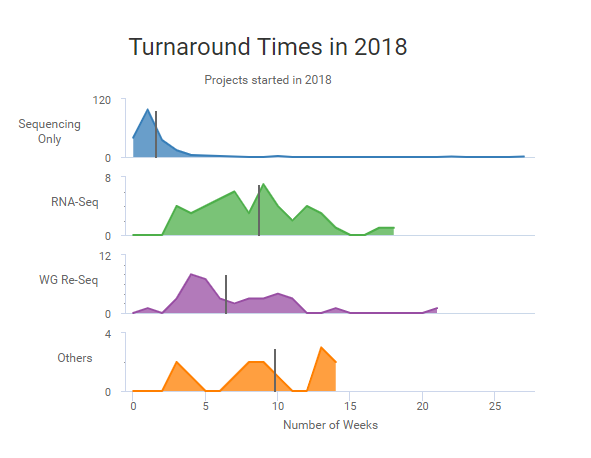 Turnaround Times in 2018
Projects started in 2018
120
Sequencing
Only
0
8
RNA-Seq
0
12
WG Re-Seq
0
4
Others
0
0 5 10 15 20 25
Number of Weeks